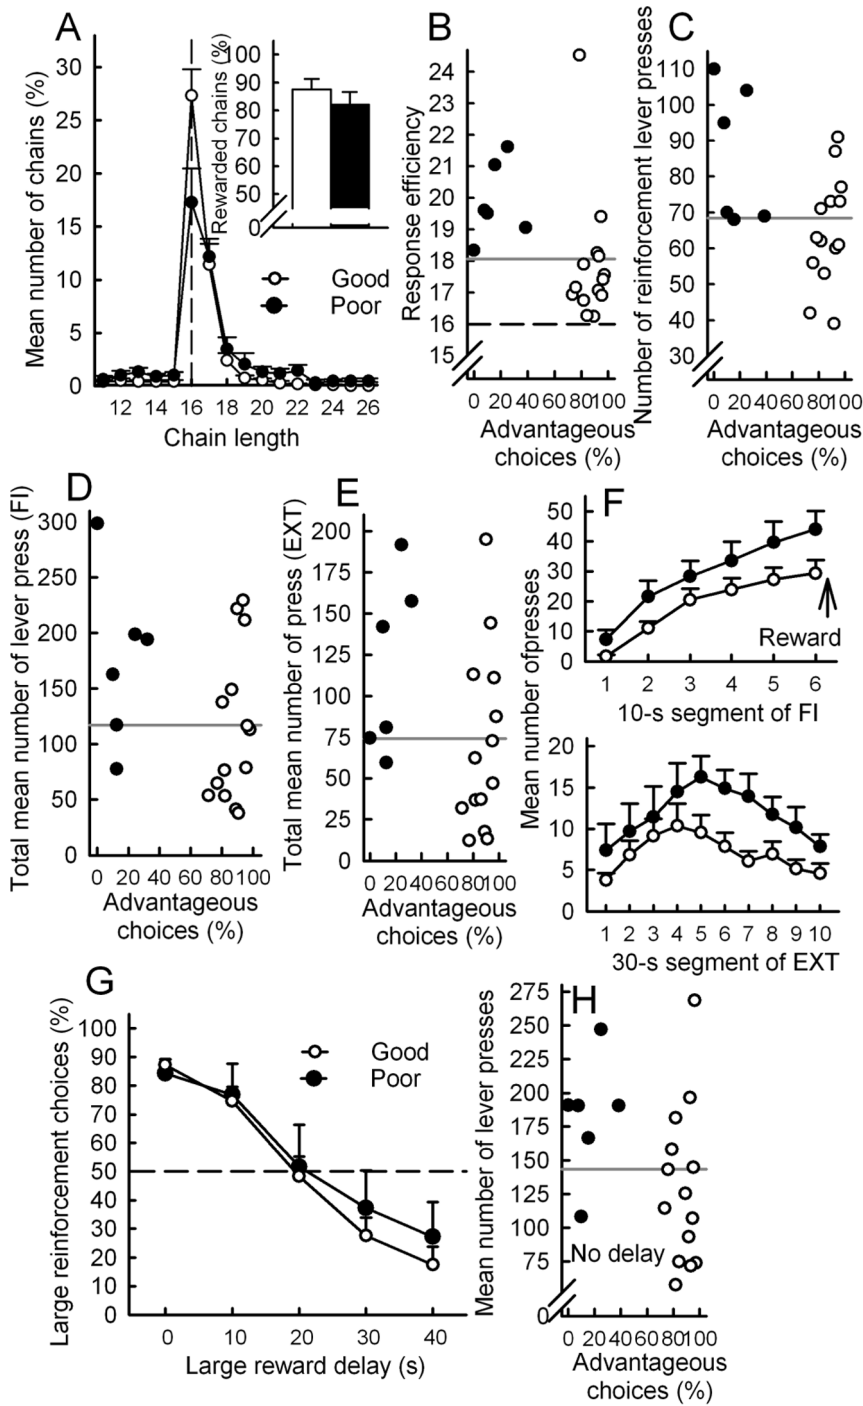 A
Mean number of chains (%)
30
25
20
15
10
5
0
12 14 16 18 20 22 24 26
Chain length
Rewarded chains (%)
100
90
80
70
60
50
0
Good
Poor
B
Response efficiency
24
23
22
21
20
19
18
17
16
15
0 20 40 60 80 100
Advantageous
choices (%)
C
Number of reinforcement lever presses
110
100
90
80
70
60
50
40
30
0 20 40 60 80 100
Advantageous
choices (%)
D
Total mean number of lever press (FI)
300
250
200
150
100
50
0
0 20 40 60 80 100
Advantageous
choices (%)
E
Total mean number of press (EXT)
200
175
150
125
100
75
50
25
0
0 20 40 60 80 100
Advantageous
choices (%)
F
Mean number ofpresses
50
40
30
20
10
0
Reward
1 2 3 4 5 6
10-s segment of FI
20
15
10
5
0
1 2 3 4 5 6 7 8 9 10
30-s segment of EXT
G
Large reinforcement choices (%)
100
90
80
70
60
50
40
30
20
10
0
Good
Poor
0 10 20 30 40
Large reward delay (s)
H
Mean number of lever presses
275
250
225
200
175
150
125
100
75
0
No delay
0 20 40 60 80 100
Advantageous
choices (%)